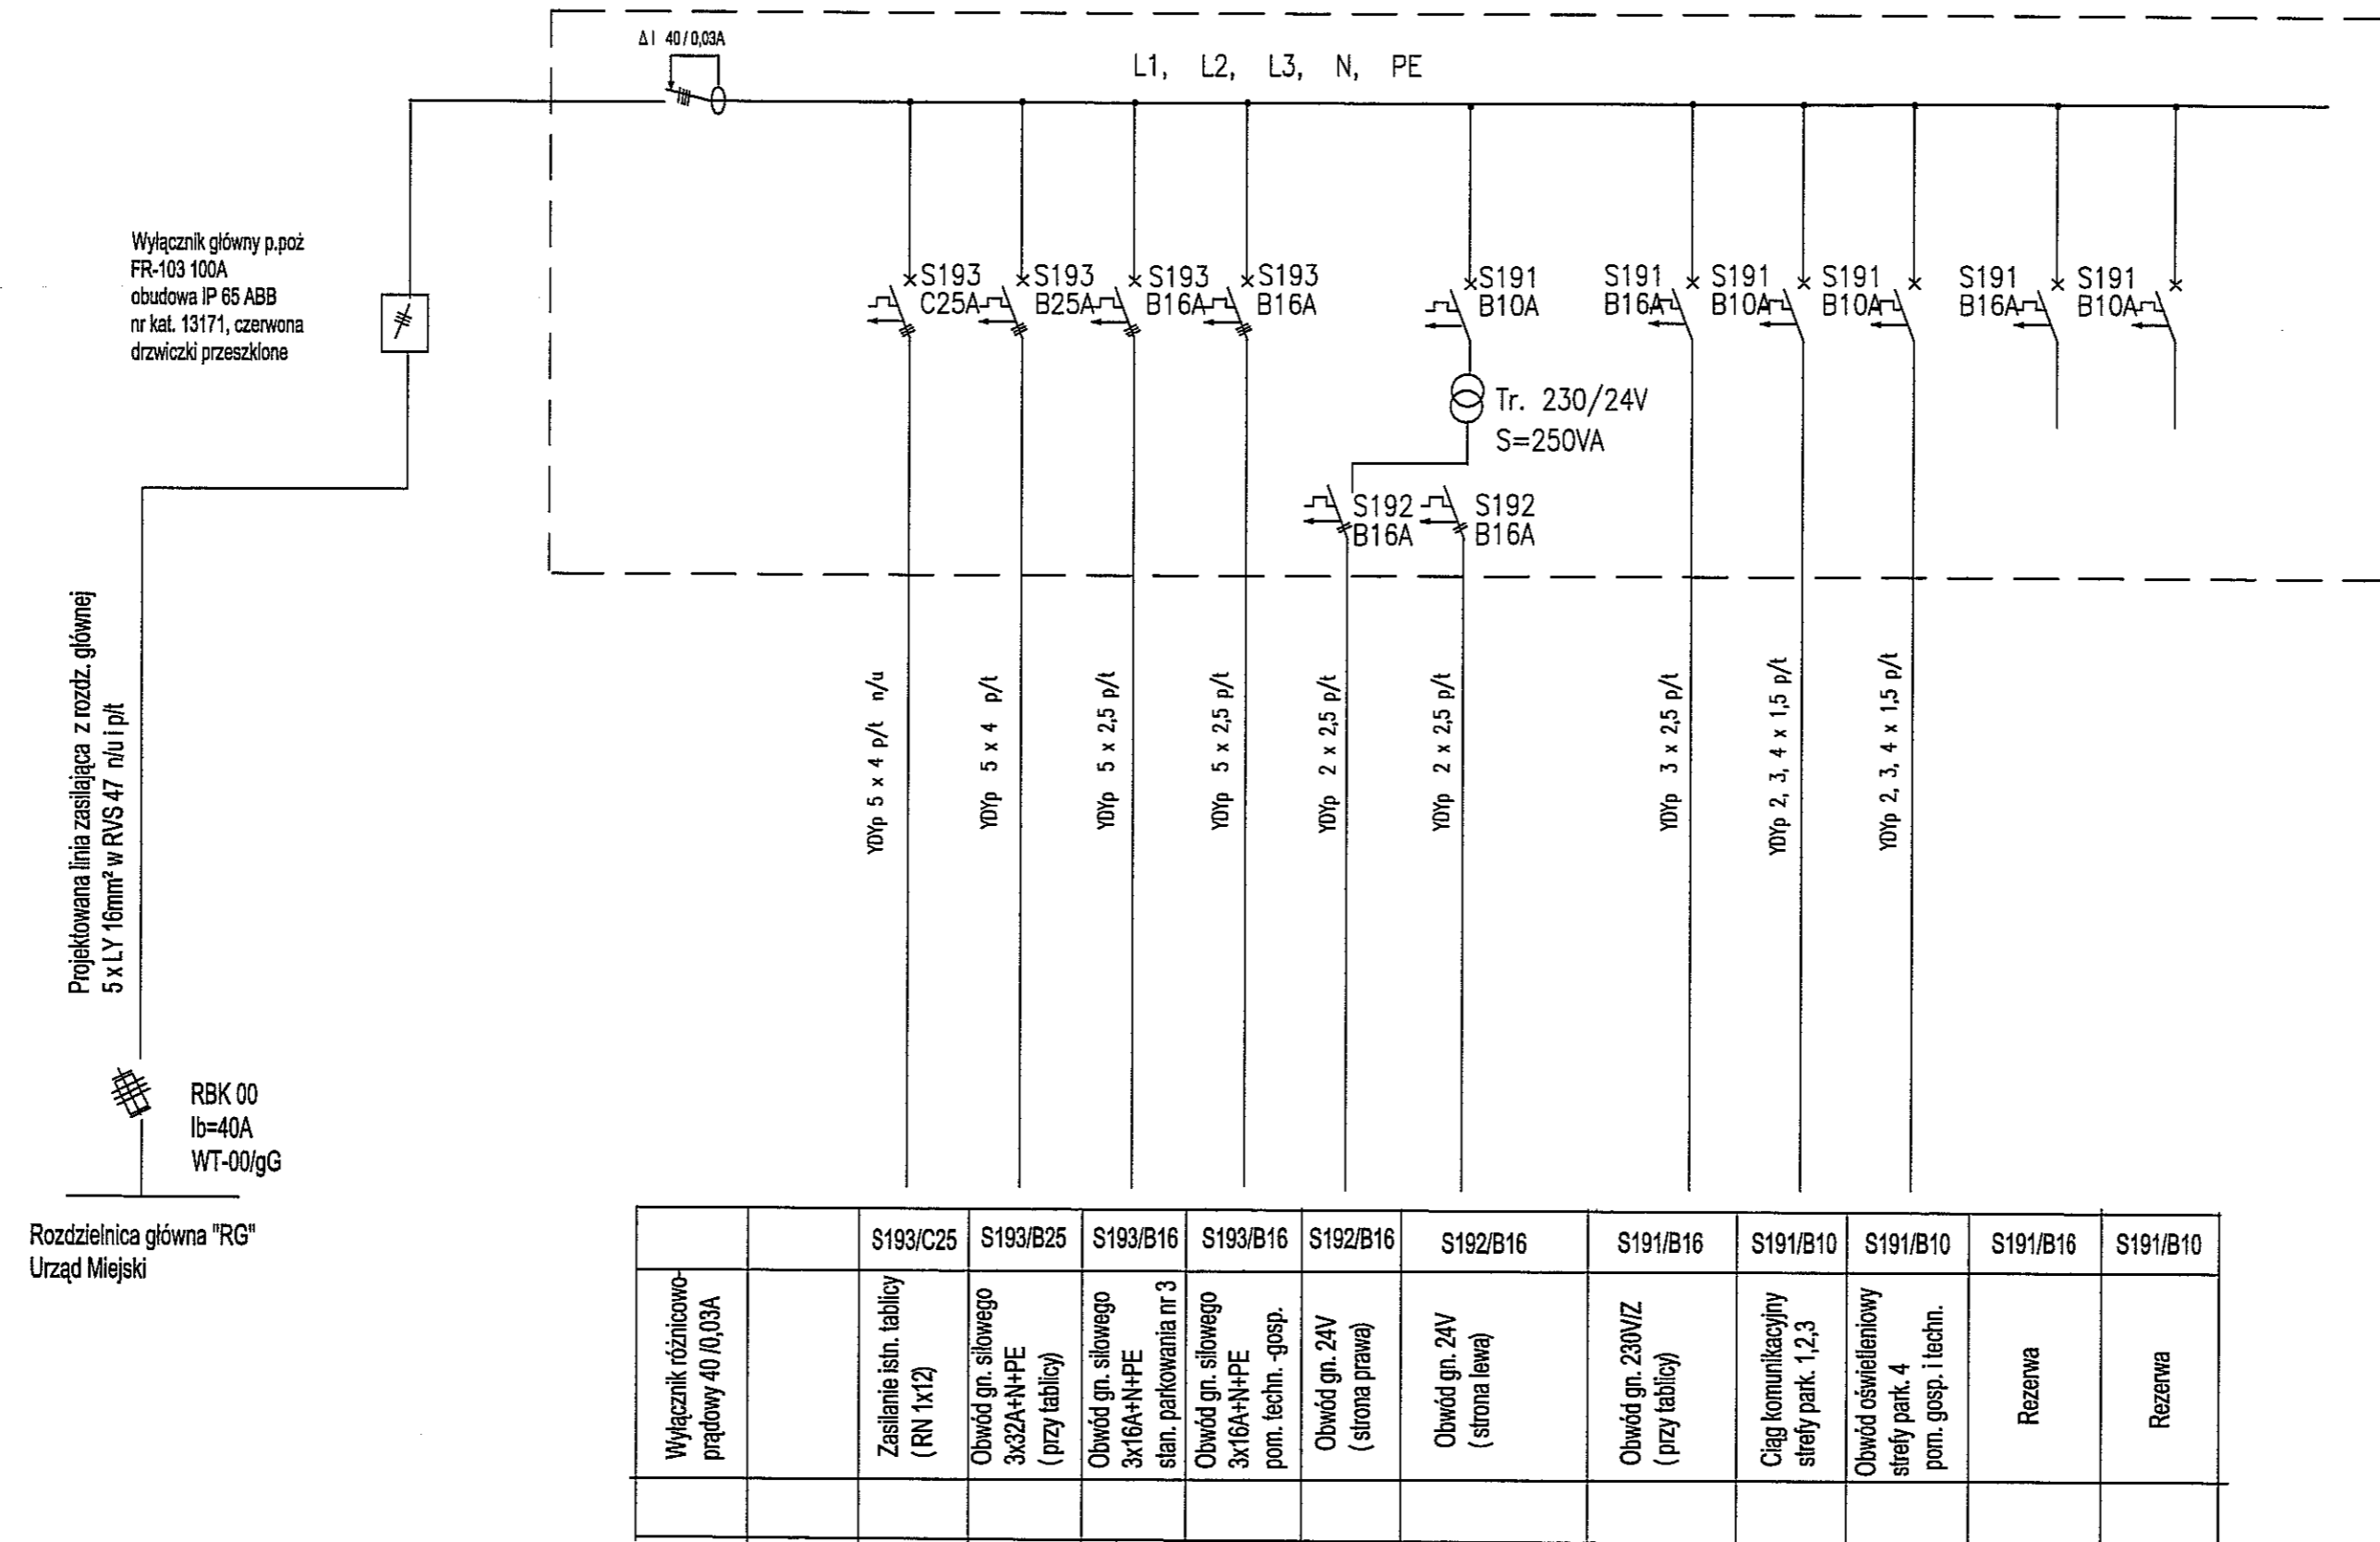 Δ I 40 / 0,03A
L1, L2, L3, N, PE
Wyłącznik główny p.poż
FR-103 100A
obudowa IP 65 ABB
nr kat. 13171, czerwona
drzwiczki przeszklone
S193
C25A
S193
B25A
S193
B16A
S193
B16A
S191
B10A
S191
B16A
S191
B10A
S191
B10A
S191
B16A
S191
B10A
Tr. 230/24V
S=250VA
S192
B16A
S192
B16A
Projektowana linia zasilająca z rozdz. głównej
5 x LY 16mm² w RVS 47 n/u i p/t
YDYp 5 x 4 p/t n/u
YDYp 5 x 4 p/t
YDYp 5 x 2,5 p/t
YDYp 5 x 2,5 p/t
YDYp 2 x 2,5 p/t
YDYp 2 x 2,5 p/t
YDYp 3 x 2,5 p/t
YDYp 2, 3, 4 x 1,5 p/t
YDYp 2, 3, 4 x 1,5 p/t
RBK 00
Ib=40A
WT-00/gG
Rozdzielnica główna "RG"
Urząd Miejski
S193/C25
S193/B25
S193/B16
S193/B16
S192/B16
S192/B16
S191/B16
S191/B10
S191/B10
S191/B16
S191/B10
Wyłącznik różnicowo-
prądowy 40 /0,03A
Zasilanie istn. tablicy
( RN 1x12)
Obwód gn. siłowego
3x32A+N+PE
( przy tablicy)
Obwód gn. siłowego
3x16A+N+PE
stan. parkowania nr 3
Obwód gn. siłowego
3x16A+N+PE
pom. techn. -gosp.
Obwód gn. 24V
( strona prawa)
Obwód gn. 24V
( strona lewa)
Obwód gn. 230V/Z
( przy tablicy)
Ciąg komunikacyjny
strefy park. 1,2,3
Obwód oświetleniowy
strefy park. 4
pom. gosp. i techn.
Rezerwa
Rezerwa